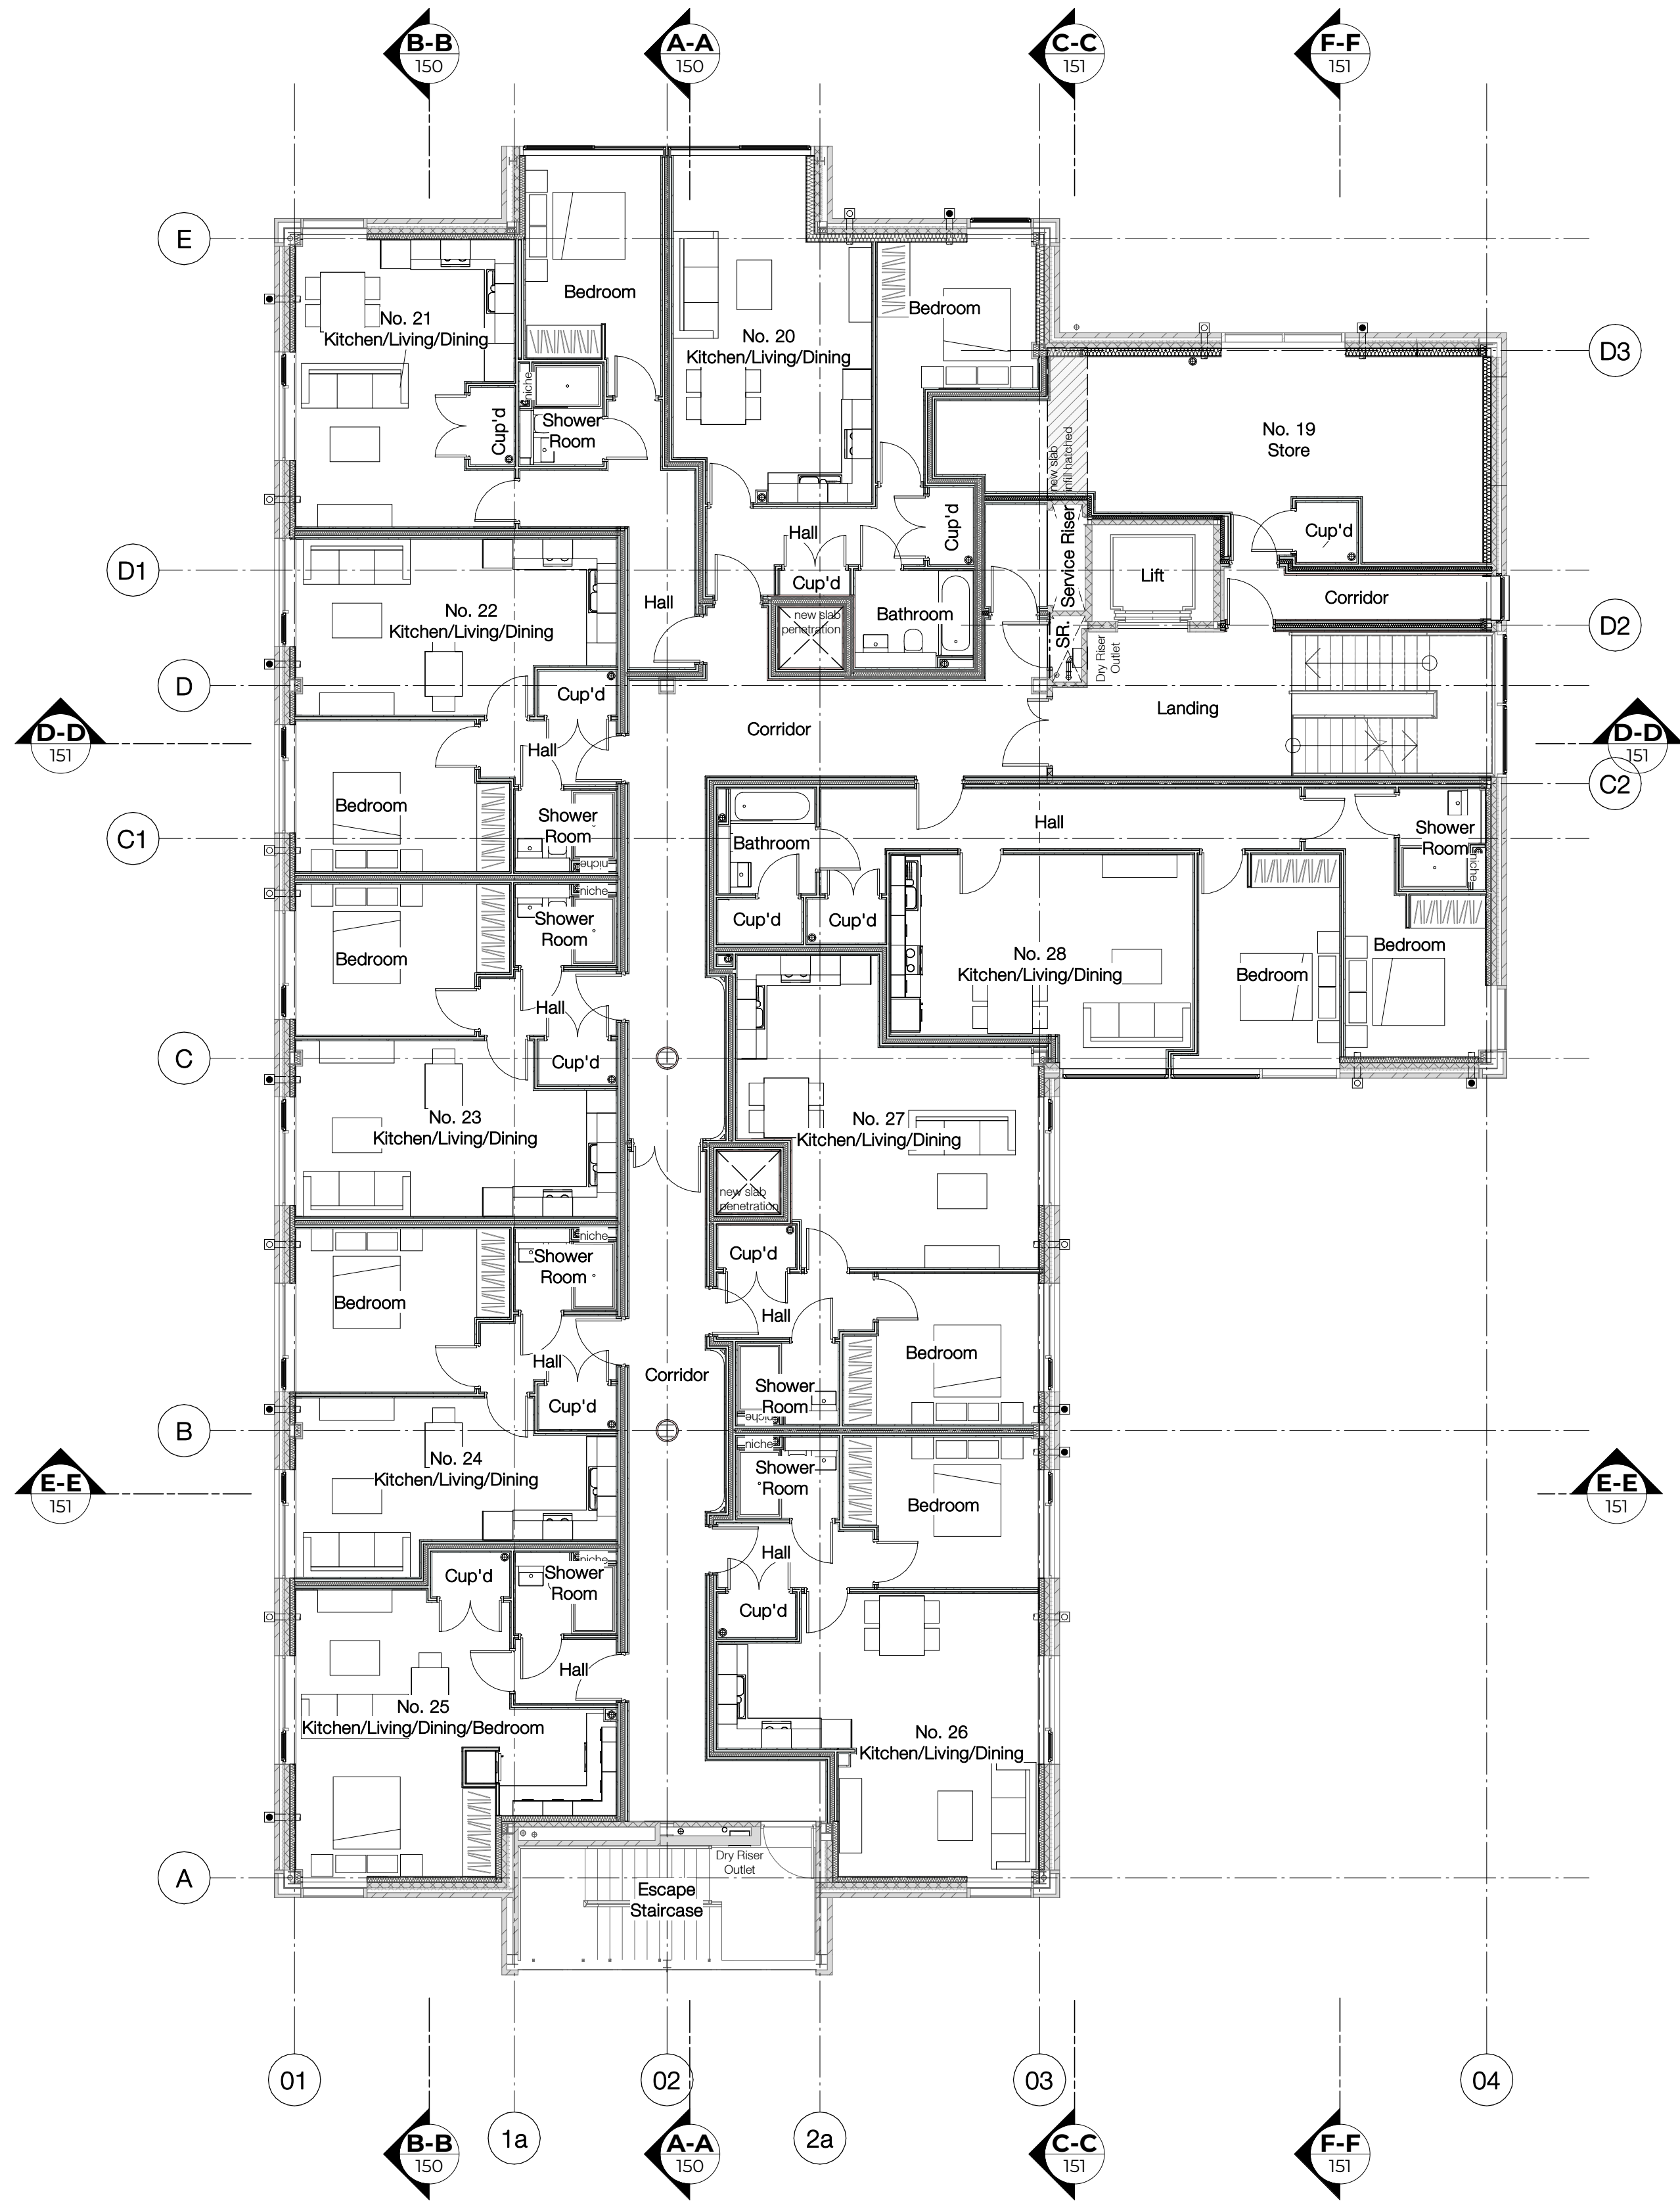 B-B
150
A-A
150
C-C
151
F-F
151
E
Bedroom
No. 21
Kitchen/Living/Dining
No. 20
Kitchen/Living/Dining
Bedroom
D3
niche
Shower
Room
Cup'd
new slab
infill hatched
No. 19
Store
Hall
Cup'd
Cup'd
Service Riser
Lift
Cup'd
D1
Corridor
No. 22
Kitchen/Living/Dining
Hall
Cup'd
new slab
penetration
Bathroom
SR.
Dry Riser
Outlet
D2
D
Cup'd
Landing
D-D
151
Corridor
D-D
151
Hall
C2
Bedroom
Shower
Room
niche
C1
Bathroom
Hall
Shower
Room
niche
niche
Shower
Room
Bedroom
Cup'd
Cup'd
No. 28
Kitchen/Living/Dining
Bedroom
Bedroom
Hall
C
Cup'd
No. 23
Kitchen/Living/Dining
No. 27
Kitchen/Living/Dining
new slab
penetration
niche
Shower
Room
Bedroom
Cup'd
Hall
Hall
Cup'd
Corridor
Bedroom
Shower
Room
niche
B
No. 24
Kitchen/Living/Dining
niche
Shower
Room
Bedroom
E-E
151
E-E
151
niche
Cup'd
Shower
Room
Hall
Cup'd
Hall
No. 25
Kitchen/Living/Dining/Bedroom
No. 26
Kitchen/Living/Dining
Dry Riser
Outlet
A
Escape
Staircase
01
02
03
04
1a
2a
B-B
150
A-A
150
C-C
151
F-F
151